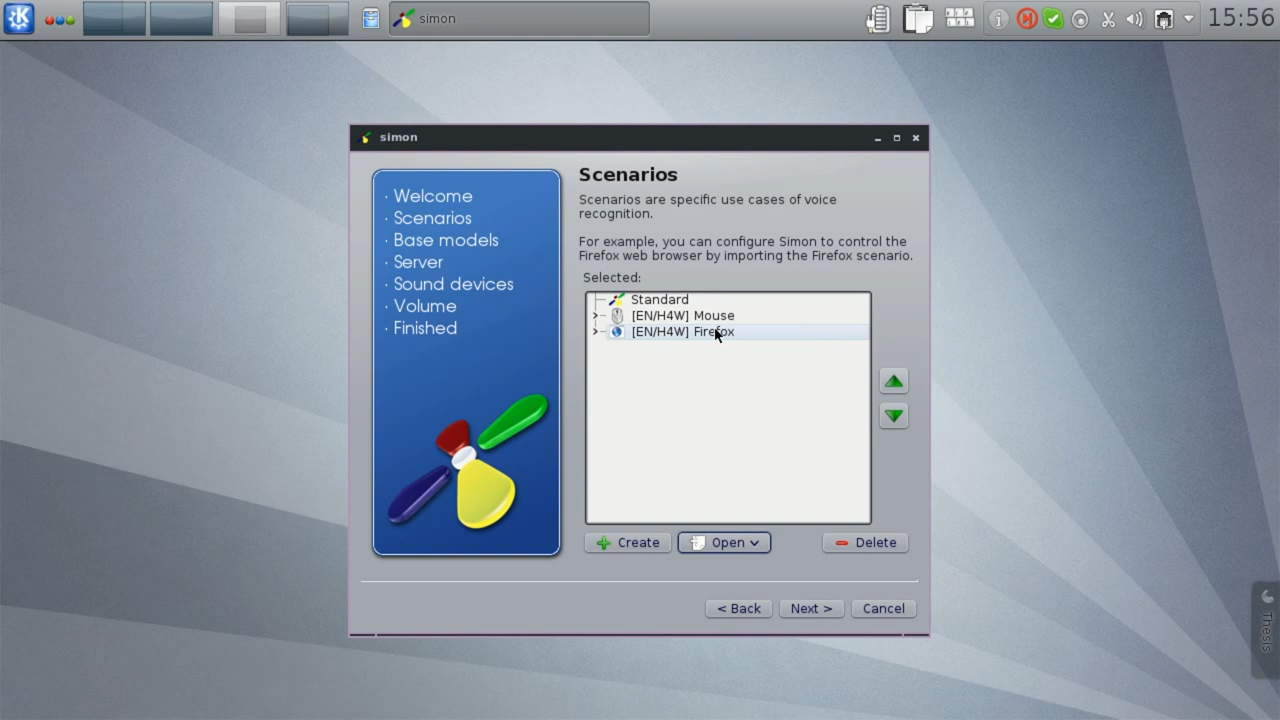 simon
15:56
simon
· Welcome
· Scenarios
· Base models
· Server
· Sound devices
· Volume
· Finished
Scenarios
Scenarios are specific use cases of voice
recognition.
For example, you can configure Simon to control the
Firefox web browser by importing the Firefox scenario.
Selected:
Standard
[EN/H4W] Mouse
[EN/H4W] Firefox
Create
Open
Delete
< Back
Next >
Cancel
Thesis